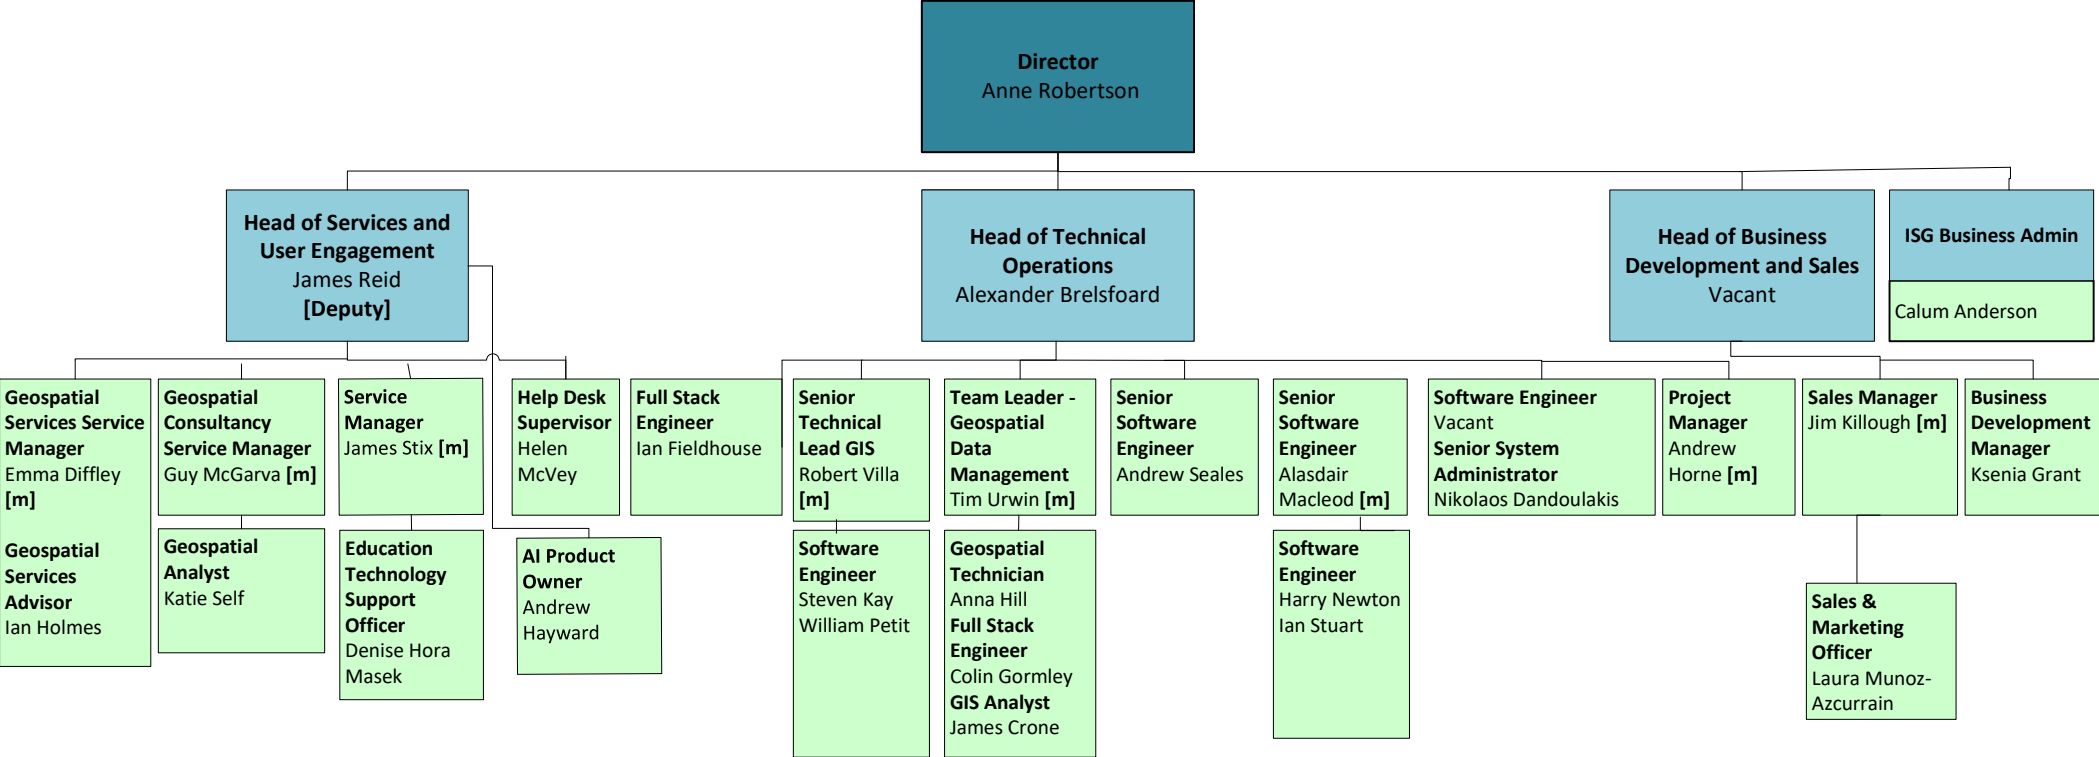 Director
Anne Robertson
Head of Services and
User Engagement
James Reid
[Deputy]
Head of Technical
Operations
Alexander Brelsfoard
Head of Business
Development and Sales
Vacant
ISG Business Admin
Calum Anderson
Geospatial
Services Service
Manager
Emma Diffley
[m]
Geospatial
Services
Advisor
Ian Holmes
Geospatial
Consultancy
Service Manager
Guy McGarva [m]
Geospatial
Analyst
Katie Self
Service
Manager
James Stix [m]
Education
Technology
Support
Officer
Denise Hora
Masek
Help Desk
Supervisor
Helen
McVey
AI Product
Owner
Andrew
Hayward
Full Stack
Engineer
Ian Fieldhouse
Senior
Technical
Lead GIS
Robert Villa
[m]
Software
Engineer
Steven Kay
William Petit
Team Leader -
Geospatial
Data
Management
Tim Urwin [m]
Geospatial
Technician
Anna Hill
Full Stack
Engineer
Colin Gormley
GIS Analyst
James Crone
Senior
Software
Engineer
Andrew Seales
Senior
Software
Engineer
Alasdair
Macleod [m]
Software
Engineer
Harry Newton
Ian Stuart
Software Engineer
Vacant
Senior System
Administrator
Nikolaos Dandoulakis
Project
Manager
Andrew
Horne [m]
Sales Manager
Jim Killough [m]
Sales &
Marketing
Officer
Laura Munoz-
Azcurrain
Business
Development
Manager
Ksenia Grant